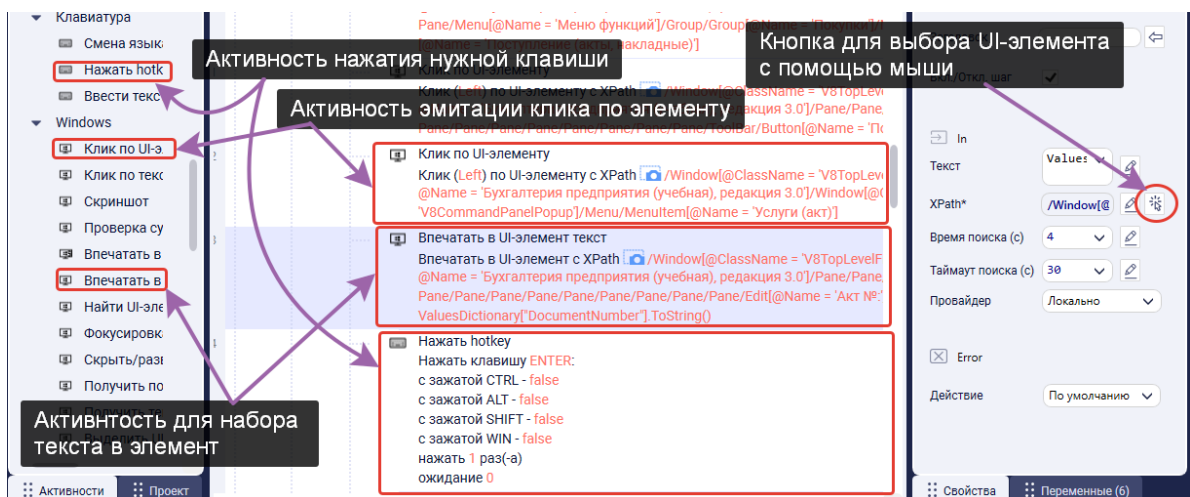 Клавиатура
Смена языка
Нажать hotk
Ввести текс
Windows
Клик по UI-э.
Клик по текс
Скриншот
Проверка су
Впечатать в
Впечатать в
Найти UI-эле
Фокусировк
Скрыть/разв
Получить по
Активности
Проект
Активность нажатия нужной клавиши
Активность эмитации клика по элементу
Активнтость для набора
текста в элемент
Кнопка для выбора UI-элемента
с помощью мыши
Pane/Menu[@Name = 'Меню функций']/Group/Group[@Name = 'Покупки']/
[@Name = 'Поступление (акты, накладные)']
Клик по UI-элементу
Клик (Left) по UI-элементу с XPath /Window[@ClassName = 'V8TopLev
акция 3.0']/Pane/Pane/
Pane/Pane/Pane/Pane/Pane/Pane/Pane/Pane/ToolBar/Button[@Name = 'По
2
Клик по UI-элементу
Клик (Left) по UI-элементу с XPath /Window[@ClassName = 'V8TopLeve
@Name = 'Бухгалтерия предприятия (учебная), редакция 3.0']/Window[@C
'V8CommandPanelPopup']/Menu/MenuItem[@Name = 'Услуги (акт)']
3
Впечатать в UI-элемент текст
Впечатать в UI-элемент с XPath /Window[@ClassName = 'V8TopLevelF
@Name = 'Бухгалтерия предприятия (учебная), редакция 3.0']/Pane/Pane/
Pane/Pane/Pane/Pane/Pane/Pane/Pane/Pane/Pane/Edit[@Name = 'Акт №:'
ValuesDictionary["DocumentNumber"].ToString()
4
Нажать hotkey
Нажать клавишу ENTER:
с зажатой CTRL - false
с зажатой ALT - false
с зажатой SHIFT - false
с зажатой WIN - false
нажать 1 раз(-а)
ожидание 0
Вкл./Откл. шаг
In
Текст
Values
XPath*
/Window[@
Время поиска (с)
4
Таймаут поиска (с)
30
Провайдер
Локально
Error
Действие
По умолчанию
Свойства
Переменные (6)